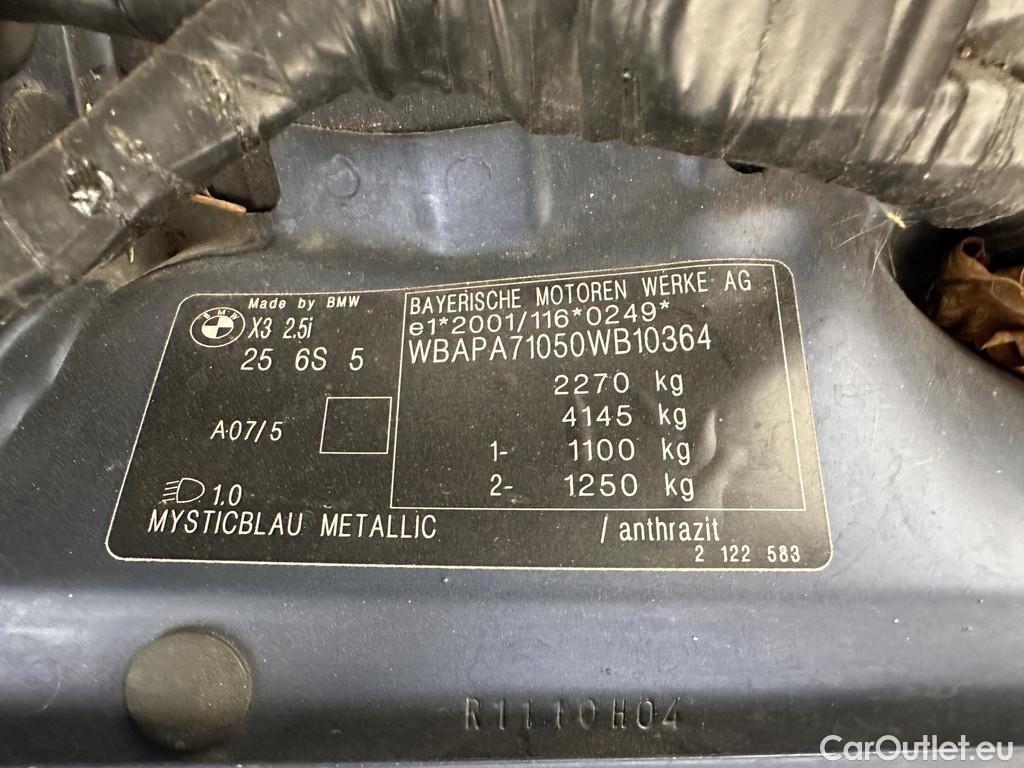 Made by BMW
BMW
X3 2.5i
25 6S 5
A07/5
1.0
MYSTICBLAU METALLIC
BAYERISCHE MOTOREN WERKE AG
e1*2001/116*0249*
WBAPA71050WB10364
2270 kg
4145 kg
1- 1100 kg
2- 1250 kg
/ anthrazit
2 122 583
R1110H04
CarOutlet.eu